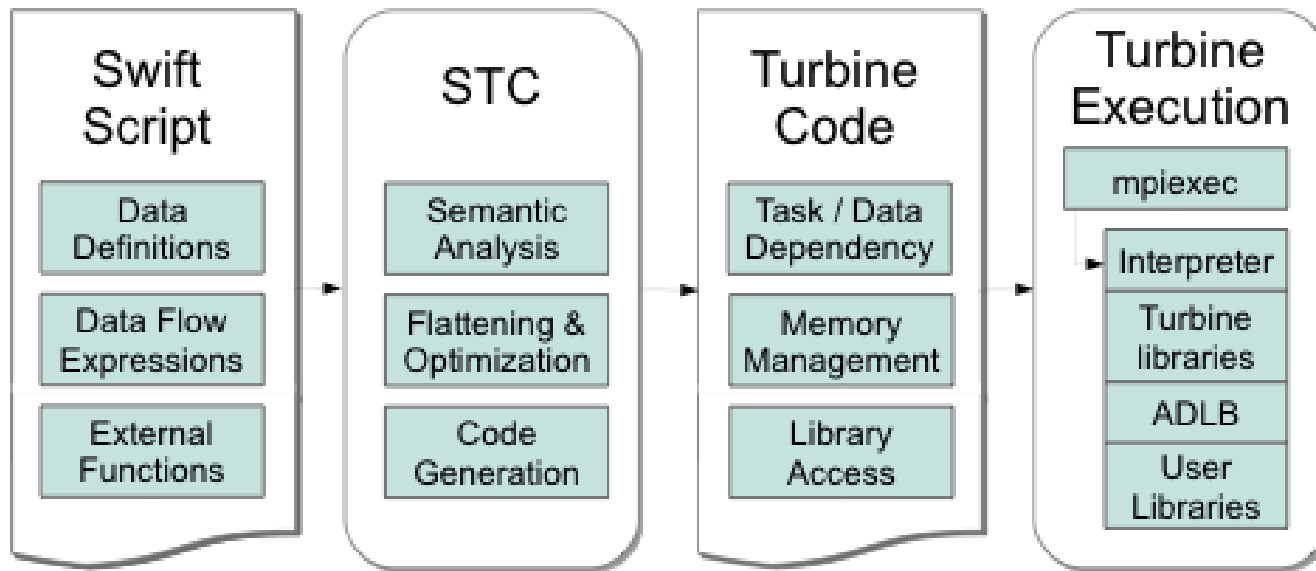 Swift
Script
Data
Definitions
Data Flow
Expressions
External
Functions
STC
Semantic
Analysis
Flattening &
Optimization
Code
Generation
Turbine
Code
Task / Data
Dependency
Memory
Management
Library
Access
Turbine
Execution
mpiexec
Interpreter
Turbine
libraries
ADLB
User
Libraries